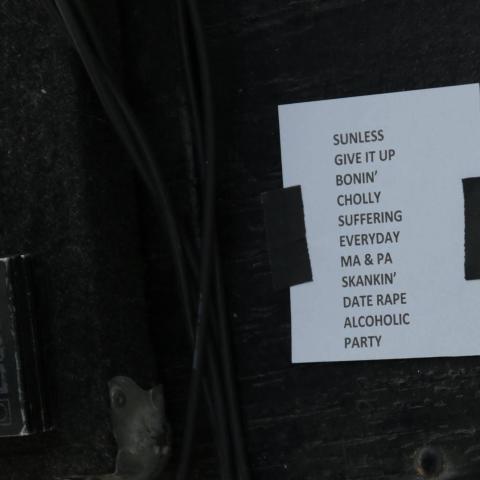 SUNLESS
GIVE IT UP
BONIN'
CHOLLY
SUFFERING
EVERYDAY
MA & PA
SKANKIN'
DATE RAPE
ALCOHOLIC
PARTY